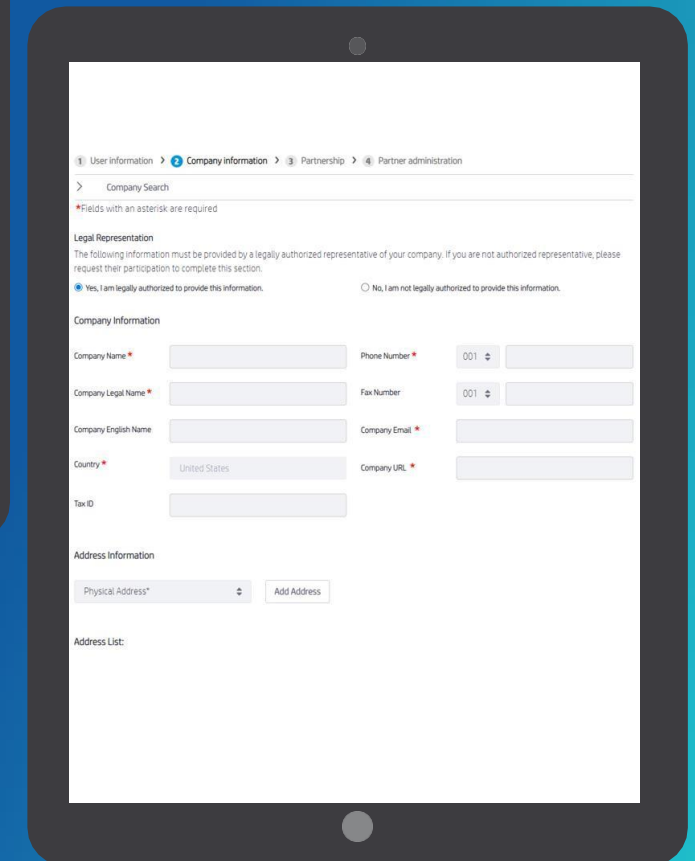 1 User information > 2 Company information > 3 Partnership > 4 Partner administration
> Company Search
*Fields with an asterisk are required
Legal Representation
The following information must be provided by a legally authorized representative of your company. If you are not authorized representative, please
request their participation to complete this section.
Yes, I am legally authorized to provide this information. No, I am not legally authorized to provide this information.
Company Information
Company Name * Phone Number * 001
Company Legal Name * Fax Number 001
Company English Name Company Email *
Country * United States Company URL *
Tax ID
Address Information
Physical Address* Add Address
Address List: